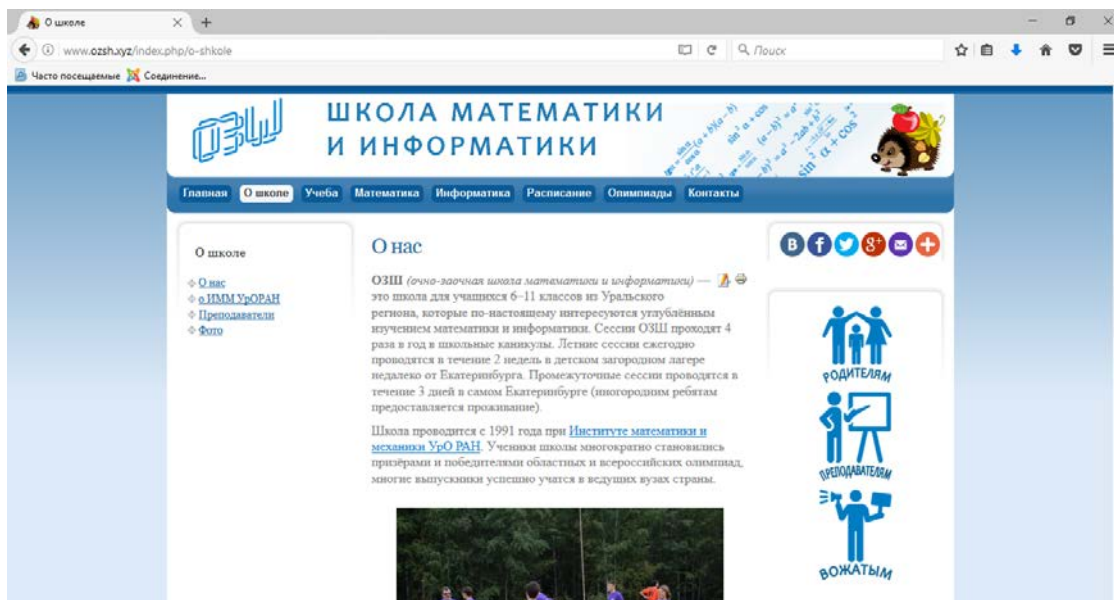 О школе
www.ozsh.xyz/index.php/o-shkole
Поиск
Часто посещаемые
Соединение...
ОЗШ
ШКОЛА МАТЕМАТИКИ
И ИНФОРМАТИКИ
Главная О школе Учеба Математика Информатика Расписание Олимпиады Контакты
О школе
О нас
о ИММ УрОРАН
Преподаватели
Фото
О нас
ОЗШ (очно-заочная школа математики и информатики) —
это школа для учащихся 6–11 классов из Уральского
региона, которые по-настоящему интересуются углублённым
изучением математики и информатики. Сессии ОЗШ проходят 4
раза в год в школьные каникулы. Летние сессии ежегодно
проводятся в течение 2 недель в детском загородном лагере
недалеко от Екатеринбурга. Промежуточные сессии проводятся в
течение 3 дней в самом Екатеринбурге (иногородним ребятам
предоставляется проживание).
Школа проводится с 1991 года при Институте математики и
механики УрО РАН. Ученики школы многократно становились
призёрами и победителями областных и всероссийских олимпиад,
многие выпускники успешно учатся в ведущих вузах страны.
РОДИТЕЛЯМ
ПРЕПОДАВАТЕЛЯМ
ВОЖАТЫМ